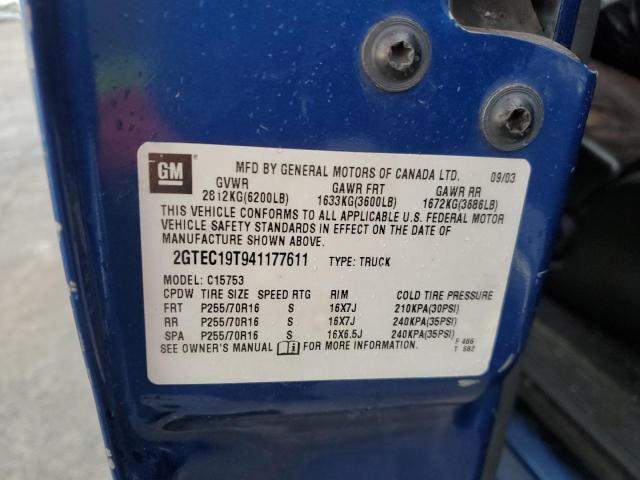 GM
MFD BY GENERAL MOTORS OF CANADA LTD. 09/03
GVWR GAWR FRT GAWR RR
2812KG(6200LB) 1633KG(3600LB) 1672KG(3686LB)
THIS VEHICLE CONFORMS TO ALL APPLICABLE U.S. FEDERAL MOTOR
VEHICLE SAFETY STANDARDS IN EFFECT ON THE DATE OF
MANUFACTURE SHOWN ABOVE.
2GTEC19T941177611 TYPE: TRUCK
MODEL: C15753
CPDW TIRE SIZE SPEED RTG RIM COLD TIRE PRESSURE
FRT P255/70R16 S 16X7J 210KPA(30PSI)
RR P255/70R16 S 16X7J 240KPA(35PSI)
SPA P255/70R16 S 16X6.5J 240KPA(35PSI)
SEE OWNER'S MANUAL i FOR MORE INFORMATION.
F 466
T 582